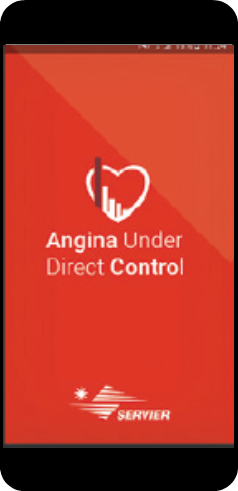 Angina Under
Direct Control
SERVIER